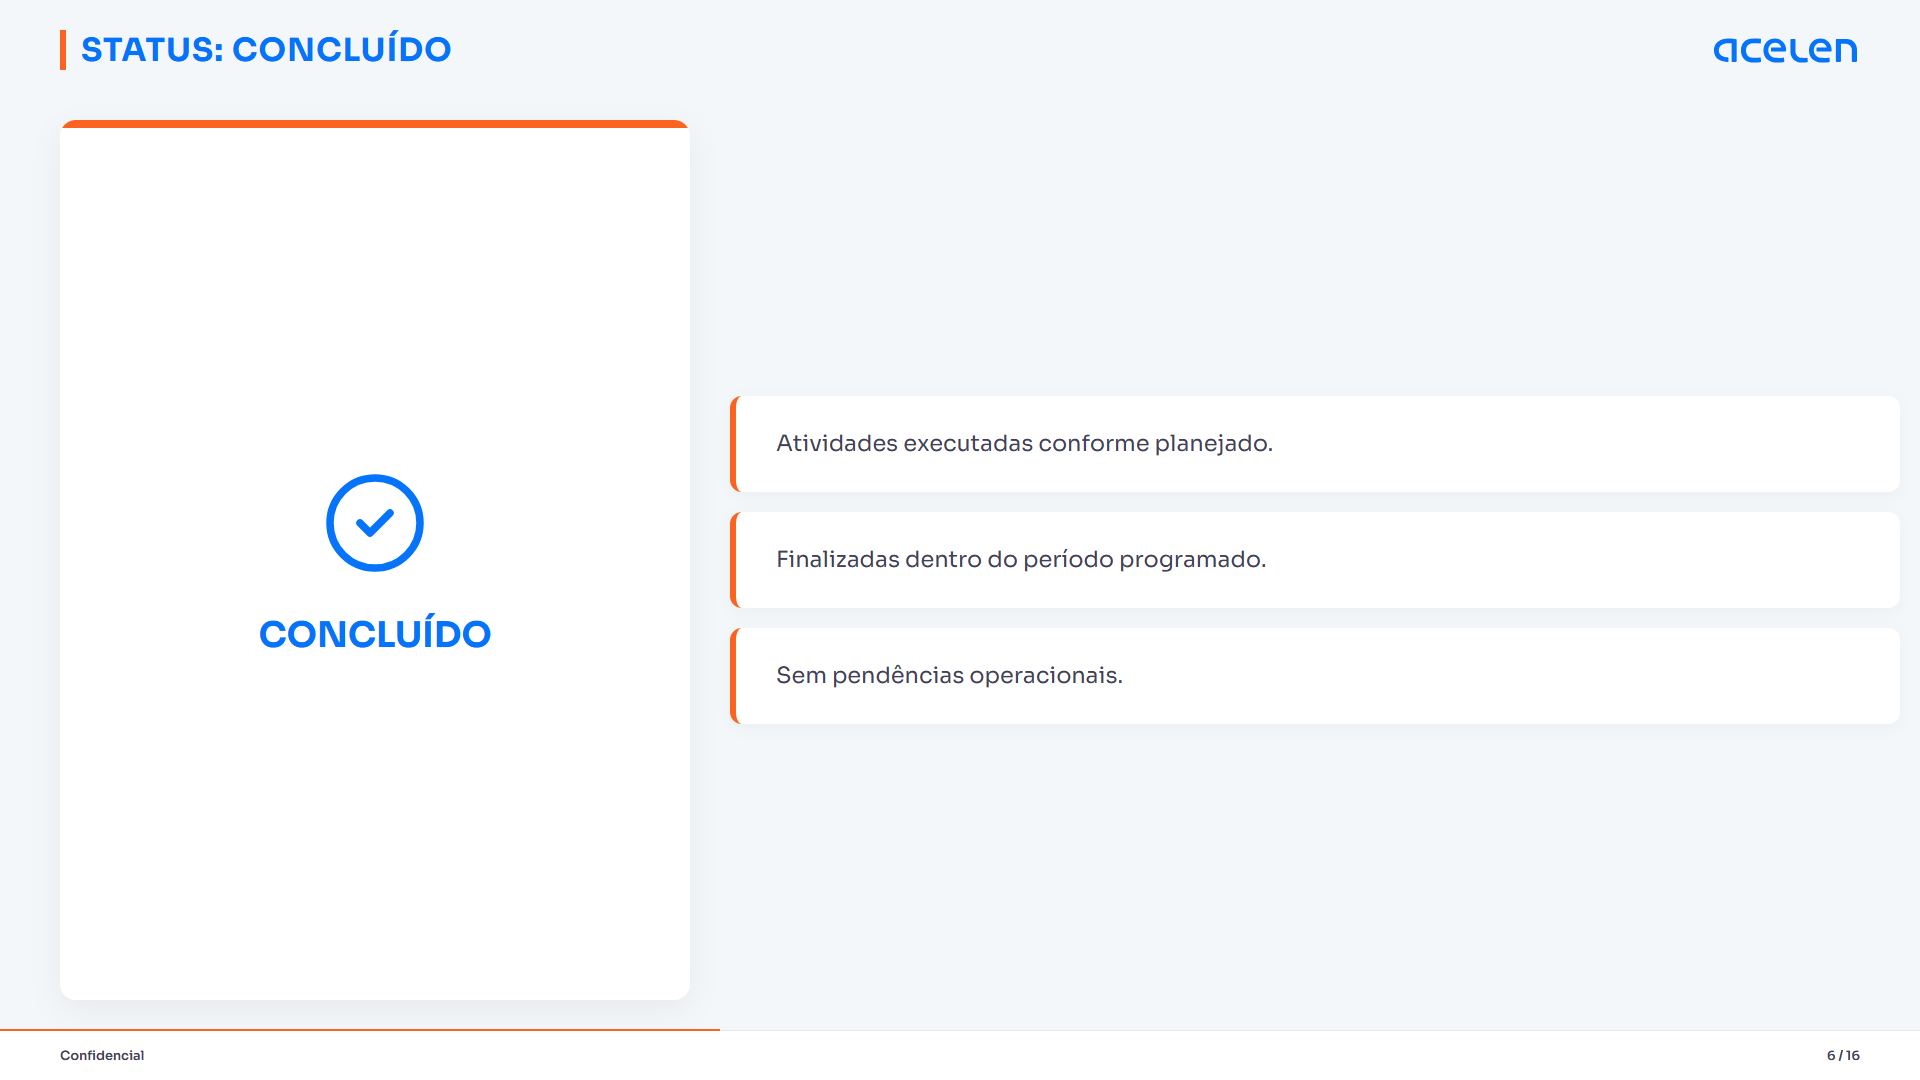 STATUS: CONCLUÍDO
acelen
CONCLUÍDO
Atividades executadas conforme planejado.
Finalizadas dentro do período programado.
Sem pendências operacionais.
Confidencial
6 / 16